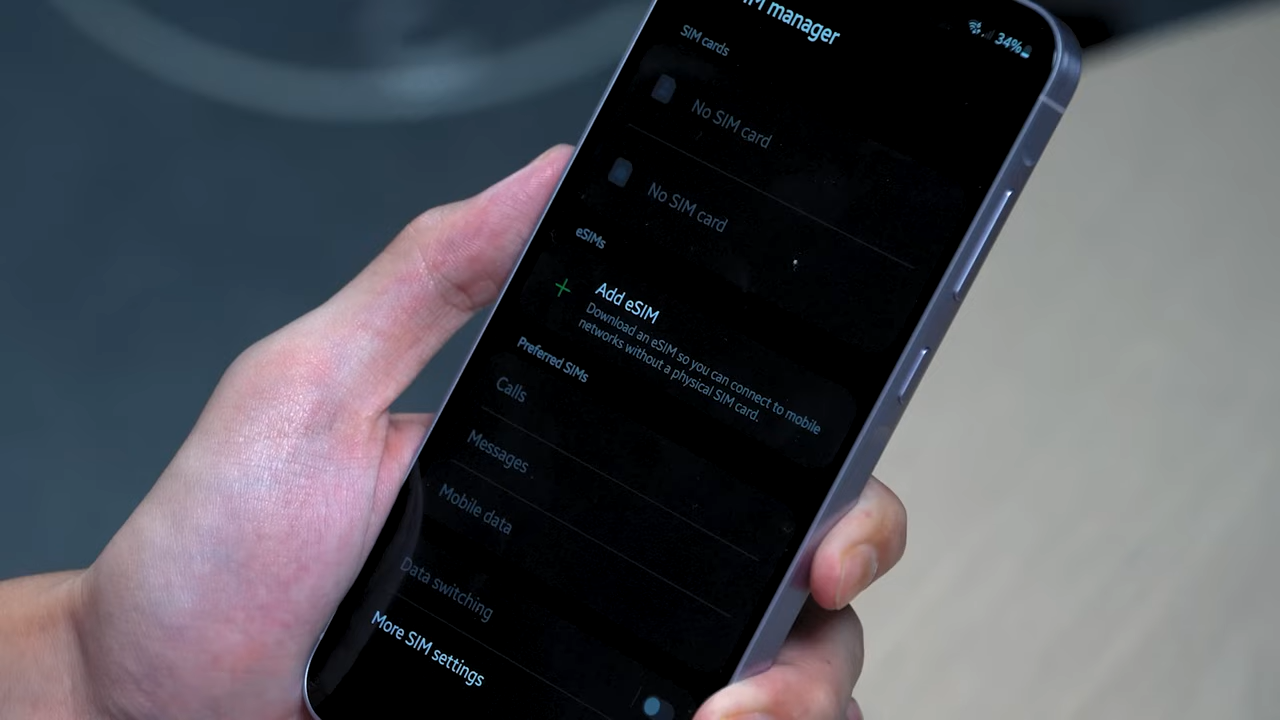 M manager
34%
SIM cards
No SIM card
No SIM card
eSIMs
Add eSIM
Download an eSIM so you can connect to mobile
networks without a physical SIM card.
Preferred SIMs
Calls
Messages
Mobile data
Data switching
More SIM settings